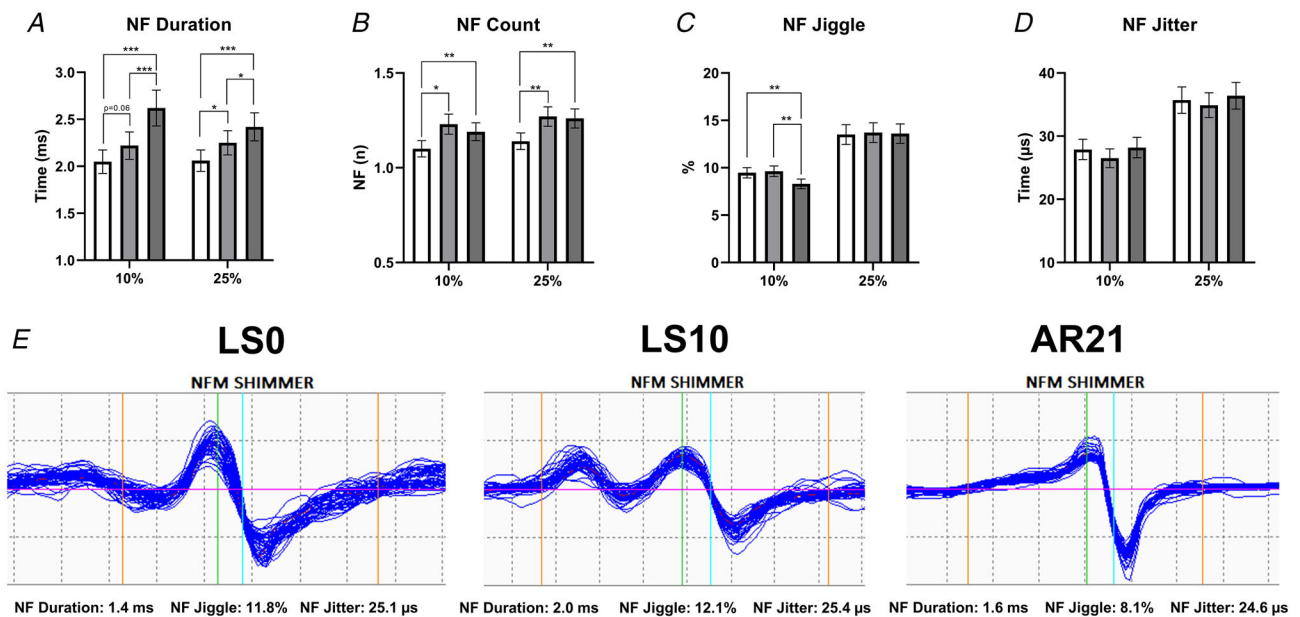 A NF Duration
Time (ms)
3.0
2.5
2.0
1.5
1.0
***
***
p=0.06
***
*
*
10% 25%
B NF Count
NF (n)
1.5
1.0
0.5
**
*
**
**
10% 25%
C NF Jiggle
%
20
15
10
5
0
**
**
10% 25%
D NF Jitter
Time (µs)
40
30
20
10
10% 25%
E LS0 LS10 AR21
NFM SHIMMER NFM SHIMMER NFM SHIMMER
NF Duration: 1.4 ms NF Jiggle: 11.8% NF Jitter: 25.1 µs
NF Duration: 2.0 ms NF Jiggle: 12.1% NF Jitter: 25.4 µs
NF Duration: 1.6 ms NF Jiggle: 8.1% NF Jitter: 24.6 µs